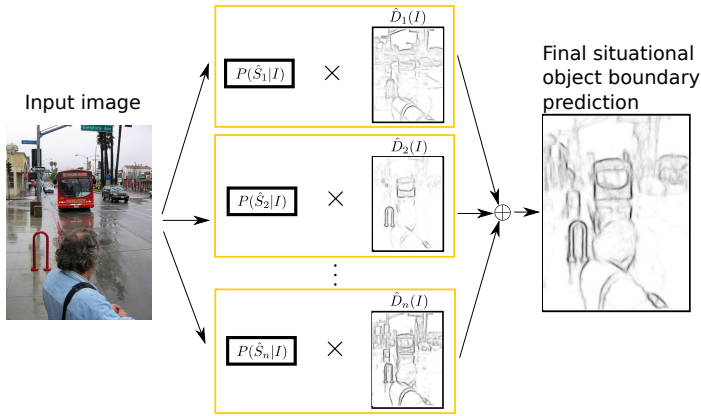 Input image
P(Ŝ₁|I)
×
D̂₁(I)
P(Ŝ₂|I)
×
D̂₂(I)
⋮
P(Ŝₙ|I)
×
D̂ₙ(I)
⊕
Final situational
object boundary
prediction